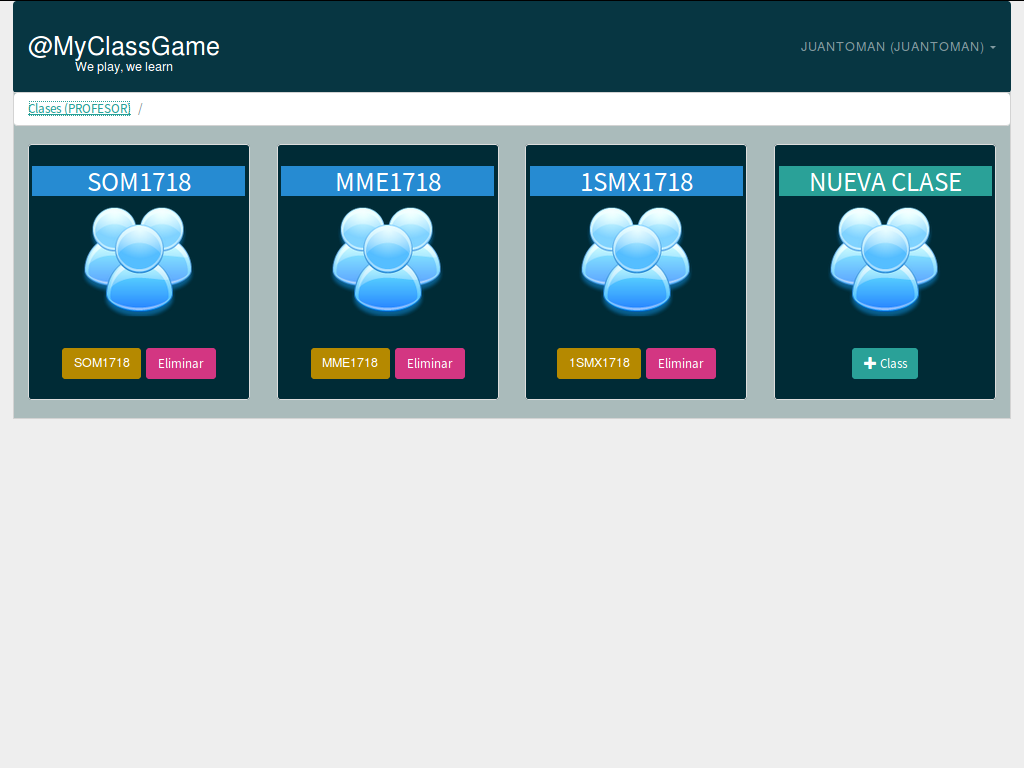 @MyClassGame
We play, we learn
JUANTOMAN (JUANTOMAN)
Clases (PROFESOR) /
SOM1718
MME1718
1SMX1718
NUEVA CLASE
SOM1718 Eliminar
MME1718 Eliminar
1SMX1718 Eliminar
+ Class